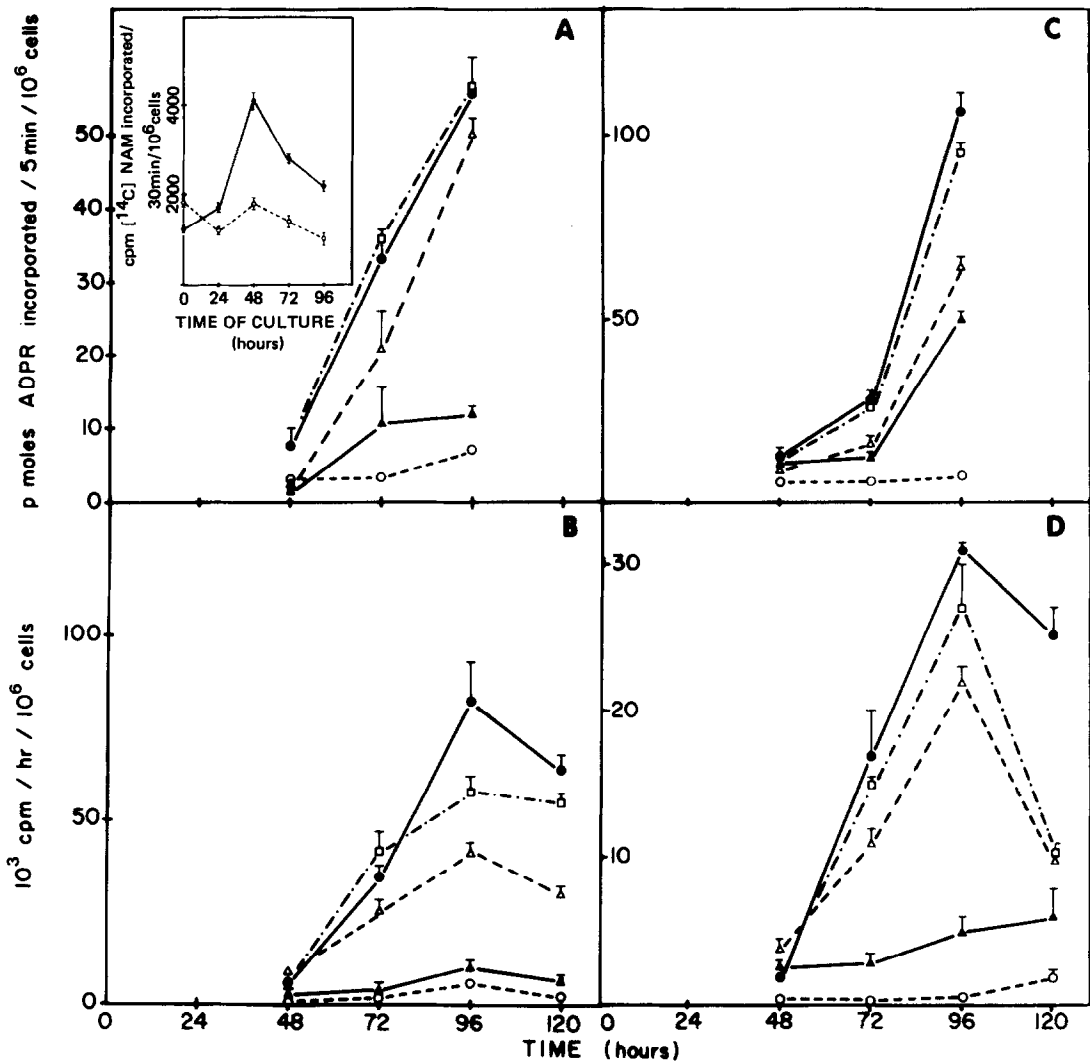 A
C
B
D
p moles ADPR incorporated / 5 min / 10⁶ cells
50
40
30
20
10
0
cpm [¹⁴C] NAM incorporated/
30min/10⁶cells
4000
2000
0 24 48 72 96
TIME OF CULTURE
(hours)
100
50
10³ cpm / hr / 10⁶ cells
100
50
0
30
20
10
0 24 48 72 96 120 0 24 48 72 96 120
TIME (hours)